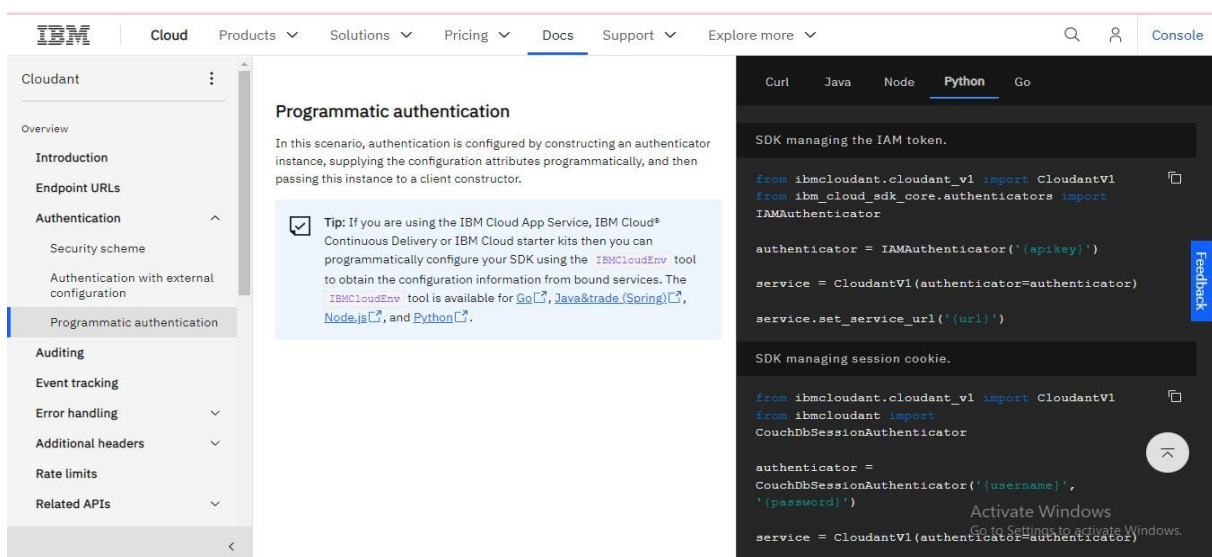 IBM
Cloud
Products
Solutions
Pricing
Docs
Support
Explore more
Console
Cloudant
Overview
Introduction
Endpoint URLs
Authentication
Security scheme
Authentication with external
configuration
Programmatic authentication
Auditing
Event tracking
Error handling
Additional headers
Rate limits
Related APIs
Programmatic authentication
In this scenario, authentication is configured by constructing an authenticator
instance, supplying the configuration attributes programmatically, and then
passing this instance to a client constructor.
Tip: If you are using the IBM Cloud App Service, IBM Cloud®
Continuous Delivery or IBM Cloud starter kits then you can
programmatically configure your SDK using the IBMCloudEnv tool
to obtain the configuration information from bound services. The
IBMCloudEnv tool is available for Go, Java&trade (Spring),
Node.js, and Python.
Curl
Java
Node
Python
Go
SDK managing the IAM token.
from ibmcloudant.cloudant_v1 import CloudantV1
from ibm_cloud_sdk_core.authenticators import
IAMAuthenticator
authenticator = IAMAuthenticator('{apikey}')
service = CloudantV1(authenticator=authenticator)
service.set_service_url('{url}')
SDK managing session cookie.
from ibmcloudant.cloudant_v1 import CloudantV1
from ibmcloudant import
CouchDbSessionAuthenticator
authenticator =
CouchDbSessionAuthenticator('{username}',
'{password}')
service = CloudantV1(authenticator=authenticator)
Activate Windows
Go to Settings to activate Windows.
Feedback